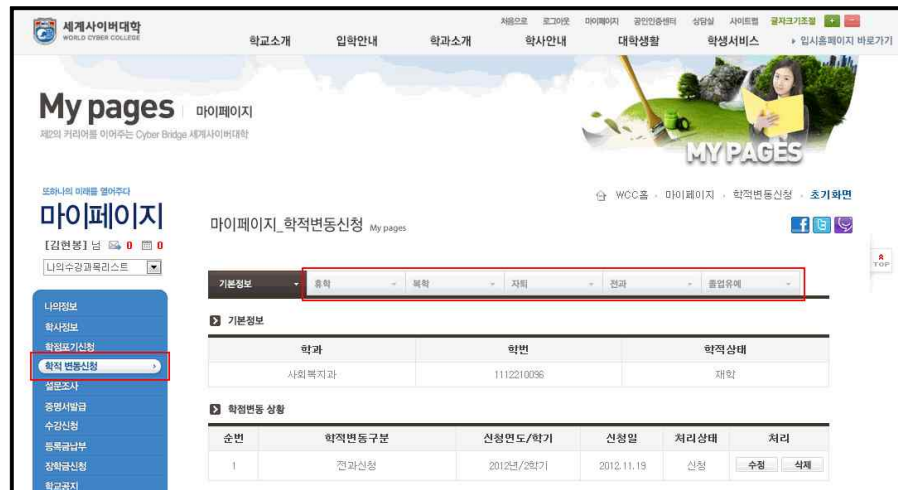 세계사이버대학
WORLD CYBER COLLEGE
처음으로 로그아웃 마이페이지 공인인증센터 상담실 사이트맵 글자크기조절
학교소개 입학안내 학과소개 학사안내 대학생활 학생서비스 입시홈페이지 바로가기
My pages 마이페이지
제2의 커리어를 이어주는 Cyber Bridge 세계사이버대학
MY PAGES
또하나의 미래를 열어주다
마이페이지
[김현봉] 님 0 0
나의수강과목리스트
나의정보
학사정보
학점포기신청
학적 변동신청
설문조사
증명서발급
수강신청
등록금납부
장학금신청
학교공지
WCC홈 마이페이지 학적변동신청 초기화면
마이페이지_학적변동신청 My pages
TOP
기본정보 휴학 복학 자퇴 전과 졸업유예
기본정보
학과 학번 학적상태
사회복지과 1112210096 재학
학점변동 상황
순번 학적변동구분 신청년도/학기 신청일 처리상태 처리
1 전과신청 2012년/2학기 2012.11.19 신청 수정 삭제